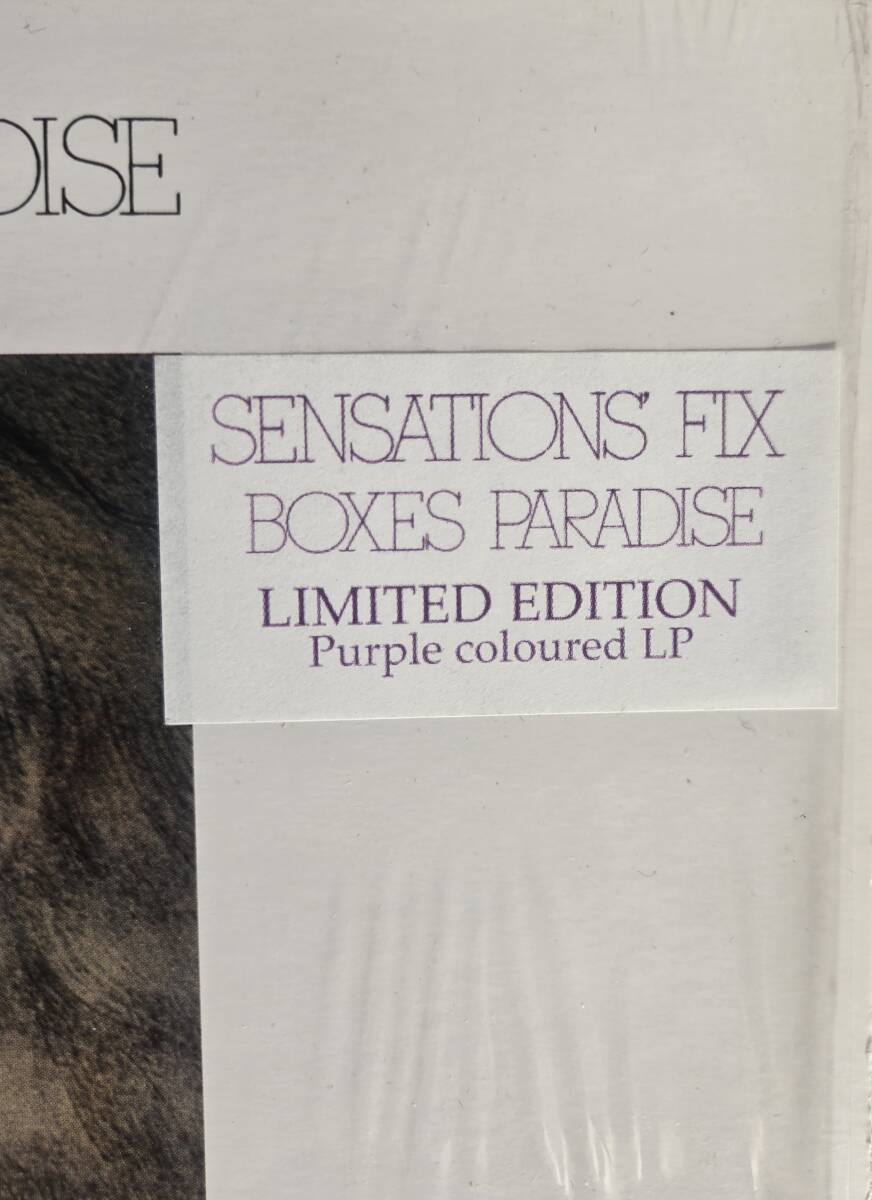 DISE
SENSATIONS' FIX
BOXES PARADISE
LIMITED EDITION
Purple coloured LP